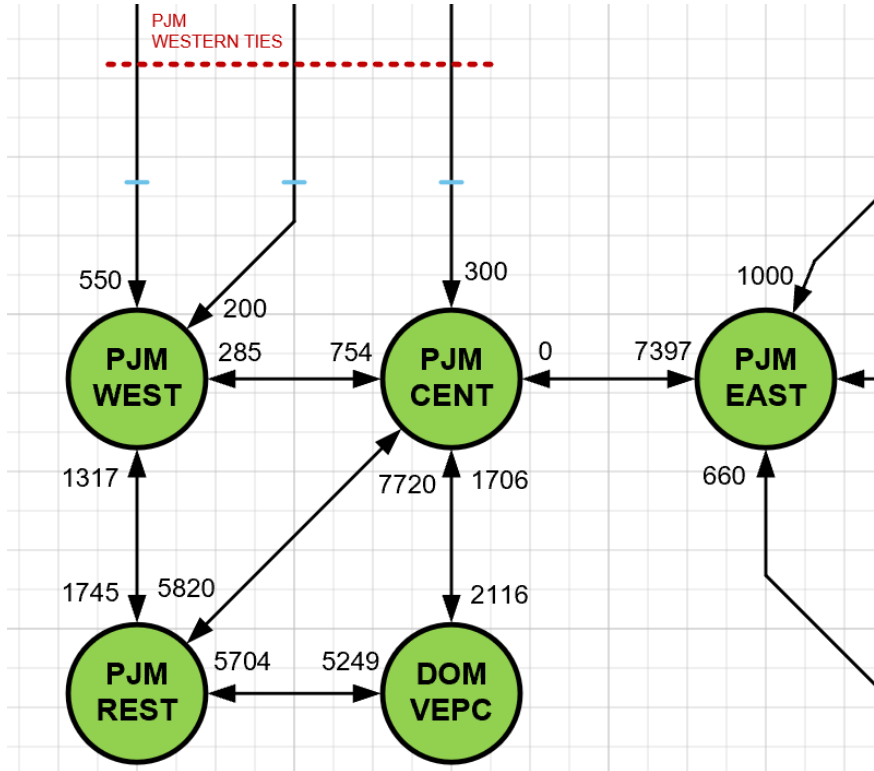 PJM
WESTERN TIES
550
200
300
1000
PJM
WEST
285
754
PJM
CENT
0
7397
PJM
EAST
1317
7720
1706
660
1745
5820
2116
PJM
REST
5704
5249
DOM
VEPC